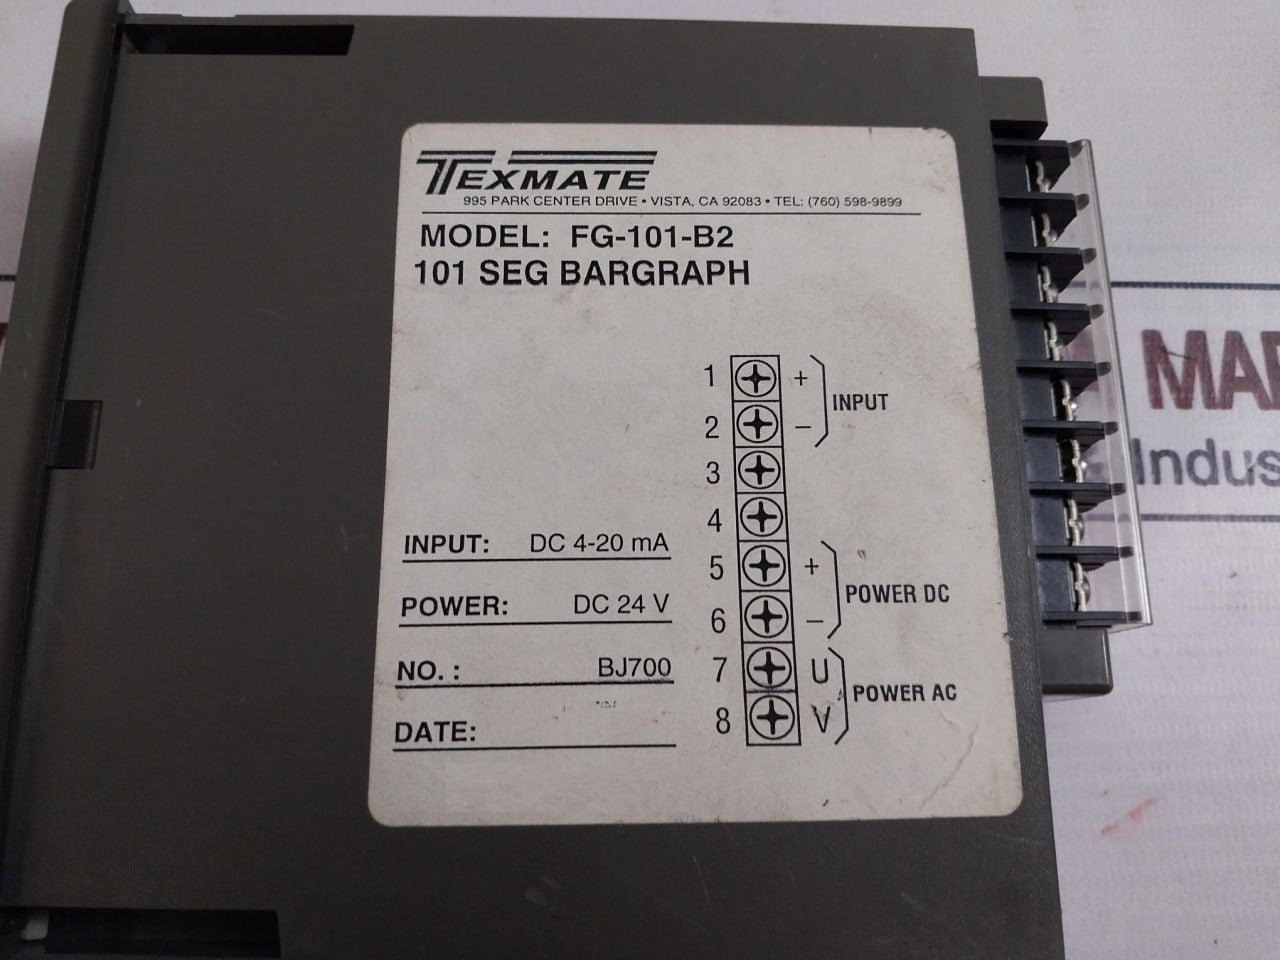 TEXMATE
995 PARK CENTER DRIVE • VISTA, CA 92083 • TEL: (760) 598-9899
MODEL: FG-101-B2
101 SEG BARGRAPH
1 +
INPUT
2 –
3
4
INPUT: DC 4-20 mA
5 +
POWER DC
POWER: DC 24 V
6 –
NO. : BJ700
7 U
POWER AC
8 V
DATE:
Indus